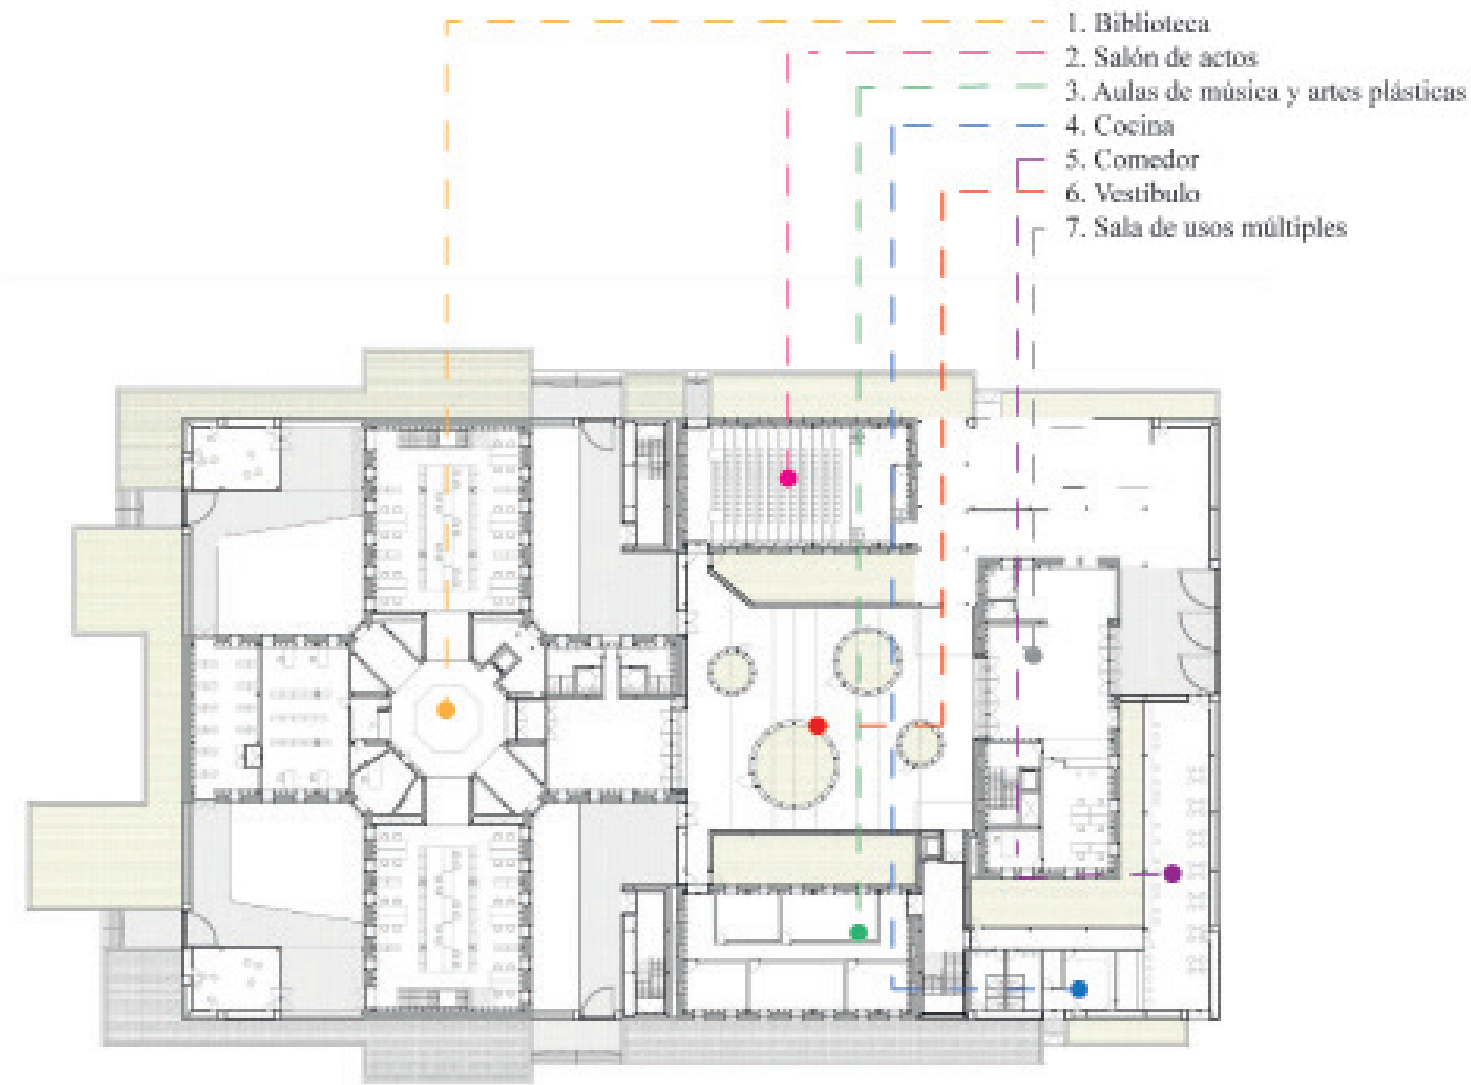 1. Biblioteca
2. Salón de actos
3. Aulas de música y artes plásticas
4. Cocina
5. Comedor
6. Vestíbulo
7. Sala de usos múltiples